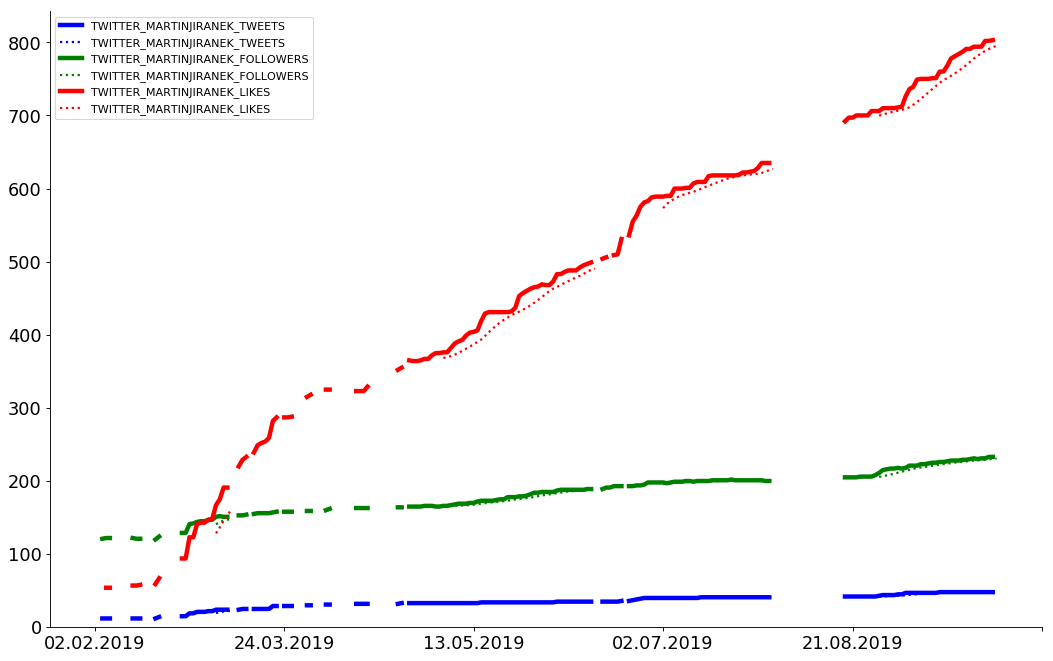 TWITTER_MARTINJIRANEK_TWEETS
TWITTER_MARTINJIRANEK_TWEETS
TWITTER_MARTINJIRANEK_FOLLOWERS
TWITTER_MARTINJIRANEK_FOLLOWERS
TWITTER_MARTINJIRANEK_LIKES
TWITTER_MARTINJIRANEK_LIKES
800
700
600
500
400
300
200
100
0
02.02.2019 24.03.2019 13.05.2019 02.07.2019 21.08.2019